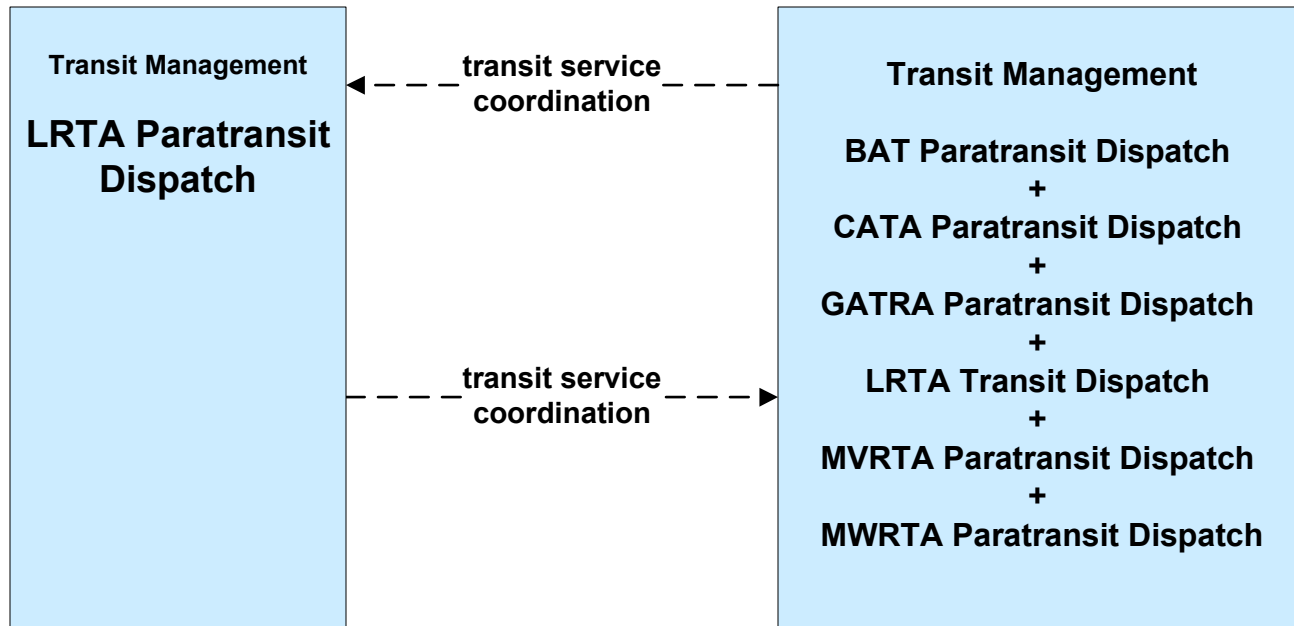 Transit Management
LRTA Paratransit
Dispatch
transit service
coordination
transit service
coordination
Transit Management
BAT Paratransit Dispatch
+
CATA Paratransit Dispatch
+
GATRA Paratransit Dispatch
+
LRTA Transit Dispatch
+
MVRTA Paratransit Dispatch
+
MWRTA Paratransit Dispatch